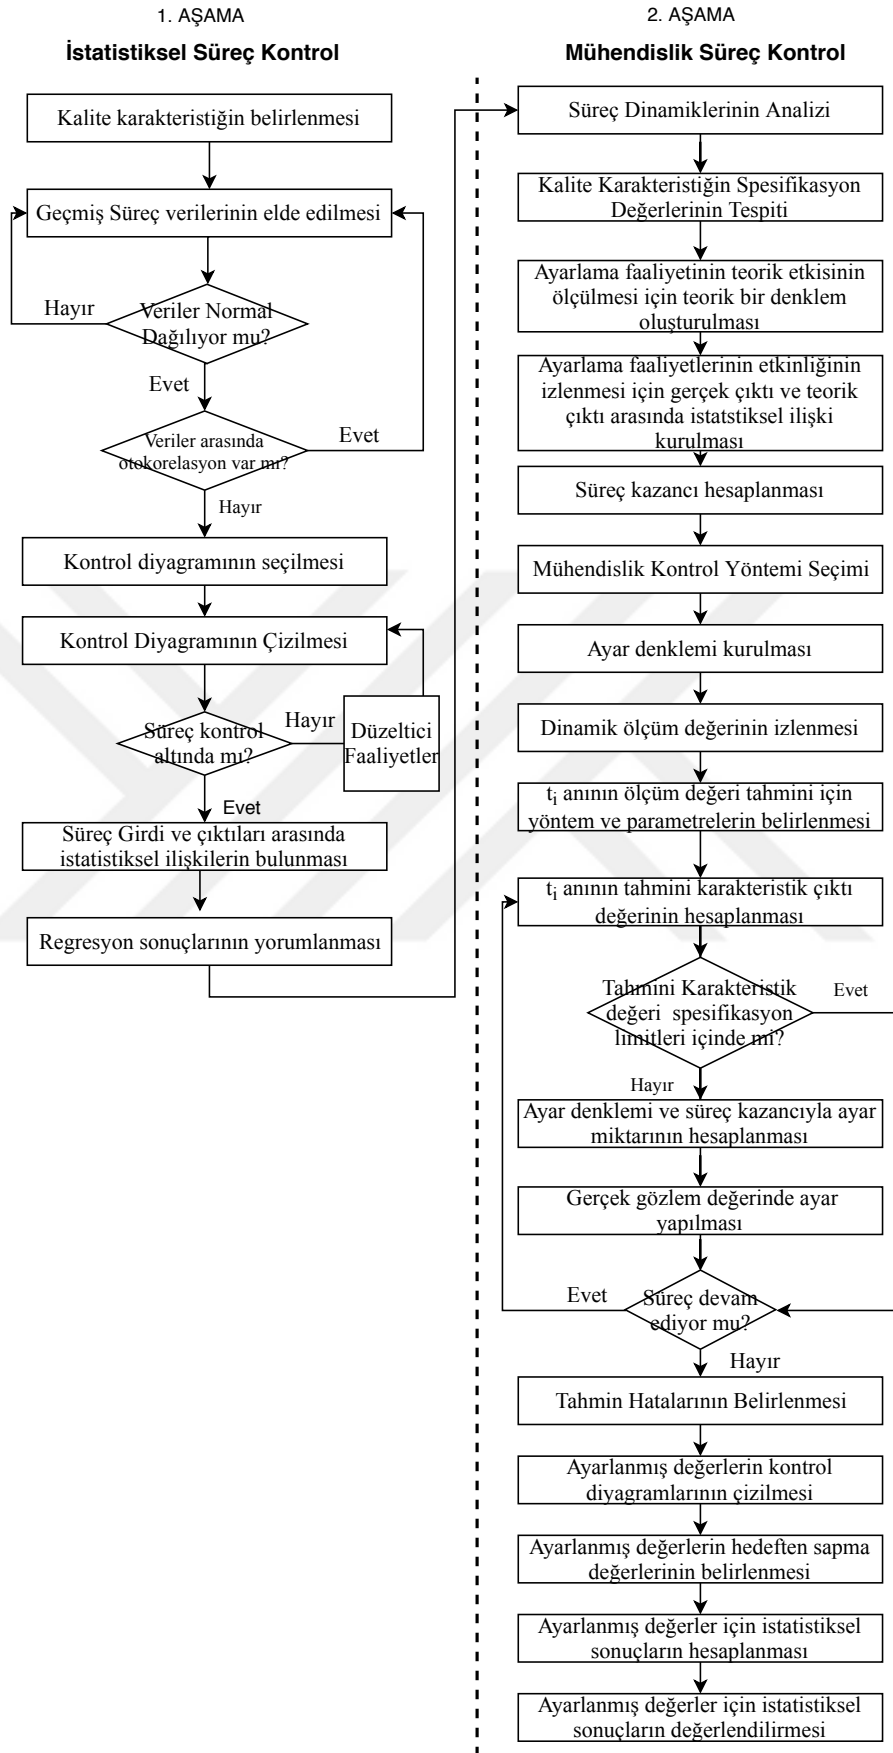 1. AŞAMA
İstatistiksel Süreç Kontrol
Kalite karakteristiğin belirlenmesi
Geçmiş Süreç verilerinin elde edilmesi
Hayır
Veriler Normal
Dağılıyor mu?
Evet
Veriler arasında
otokorelasyon var mı?
Evet
Hayır
Kontrol diyagramının seçilmesi
Kontrol Diyagramının Çizilmesi
Süreç kontrol
altında mı?
Hayır
Düzeltici
Faaliyetler
Evet
Süreç Girdi ve çıktıları arasında
istatistiksel ilişkilerin bulunması
Regresyon sonuçlarının yorumlanması
2. AŞAMA
Mühendislik Süreç Kontrol
Süreç Dinamiklerinin Analizi
Kalite Karakteristiğin Spesifikasyon
Değerlerinin Tespiti
Ayarlama faaliyetinin teorik etkisinin
ölçülmesi için teorik bir denklem
oluşturulması
Ayarlama faaliyetlerinin etkinliğinin
izlenmesi için gerçek çıktı ve teorik
çıktı arasında istatstiksel ilişki
kurulması
Süreç kazancı hesaplanması
Mühendislik Kontrol Yöntemi Seçimi
Ayar denklemi kurulması
Dinamik ölçüm değerinin izlenmesi
ti anının ölçüm değeri tahmini için
yöntem ve parametrelerin belirlenmesi
ti anının tahmini karakteristik çıktı
değerinin hesaplanması
Tahmini Karakteristik
değeri spesifikasyon
limitleri içinde mi?
Evet
Hayır
Ayar denklemi ve süreç kazancıyla ayar
miktarının hesaplanması
Gerçek gözlem değerinde ayar
yapılması
Evet
Süreç devam
ediyor mu?
Hayır
Tahmin Hatalarının Belirlenmesi
Ayarlanmış değerlerin kontrol
diyagramlarının çizilmesi
Ayarlanmış değerlerin hedeften sapma
değerlerinin belirlenmesi
Ayarlanmış değerler için istatistiksel
sonuçların hesaplanması
Ayarlanmış değerler için istatistiksel
sonuçların değerlendirilmesi